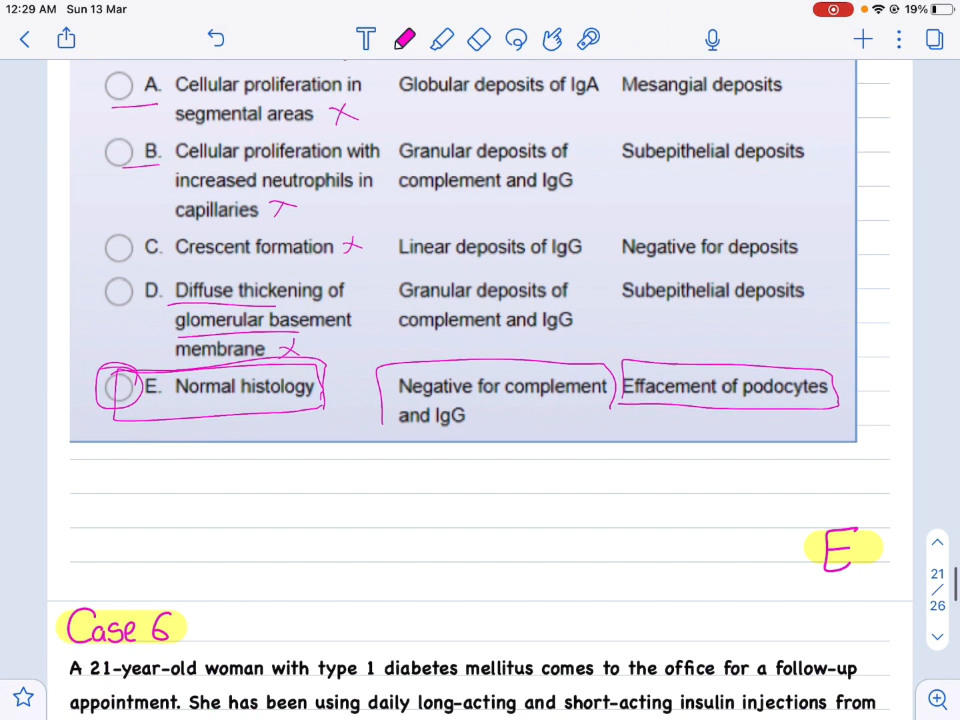 12:29 AM Sun 13 Mar
19%
T
A. Cellular proliferation in Globular deposits of IgA Mesangial deposits
segmental areas
B. Cellular proliferation with Granular deposits of Subepithelial deposits
increased neutrophils in complement and IgG
capillaries
C. Crescent formation Linear deposits of IgG Negative for deposits
D. Diffuse thickening of Granular deposits of Subepithelial deposits
glomerular basement complement and IgG
membrane
E. Normal histology Negative for complement Effacement of podocytes
and IgG
E
21
/
26
Case 6
A 21-year-old woman with type 1 diabetes mellitus comes to the office for a follow-up
appointment. She has been using daily long-acting and short-acting insulin injections from